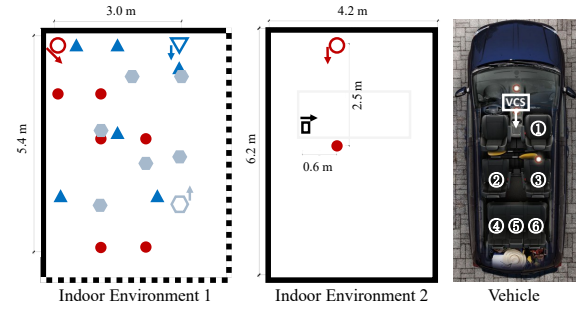 3.0 m
4.2 m
5.4 m
6.2 m
2.5 m
0.6 m
VCS
①
②
③
④
⑤
⑥
Indoor Environment 1
Indoor Environment 2
Vehicle